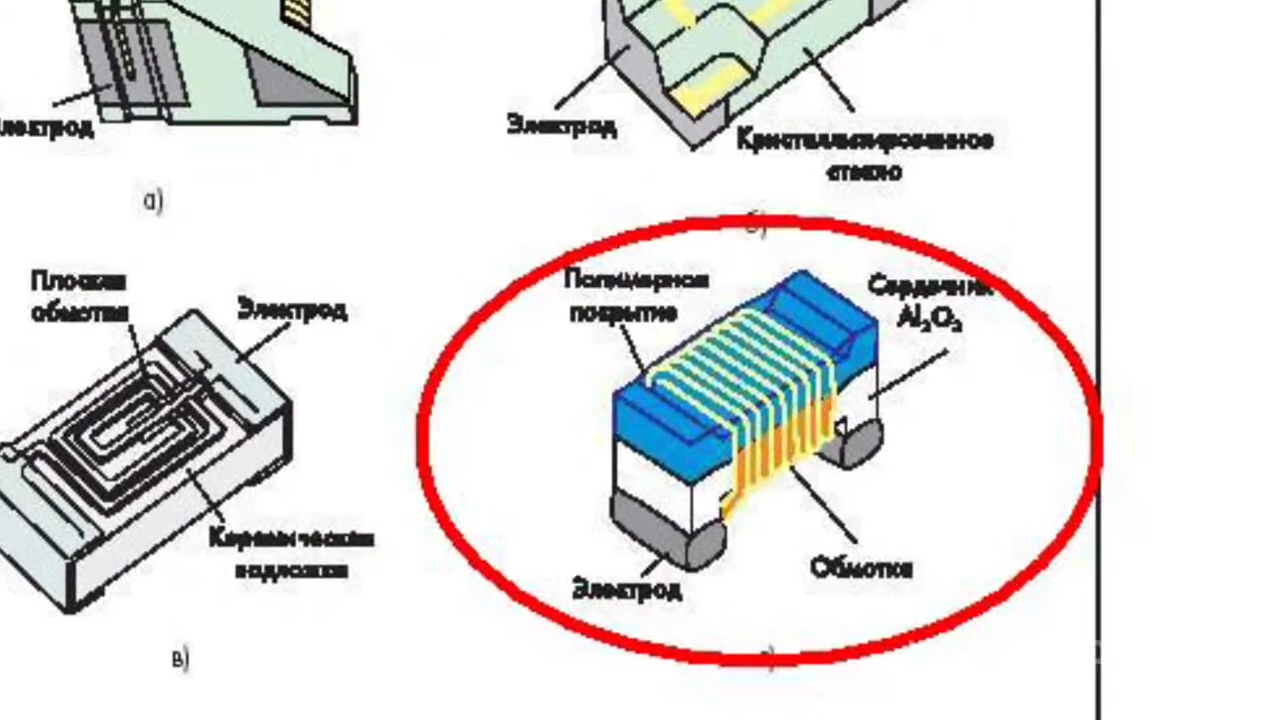 Электрод
Электрод
Кристаллизированное
стекло
а)
б)
Плоская
обмотка
Электрод
Полимерное
покрытие
Сердечник
Al₂O₃
Керамическая
подложка
Электрод
Обмотка
в)
г)